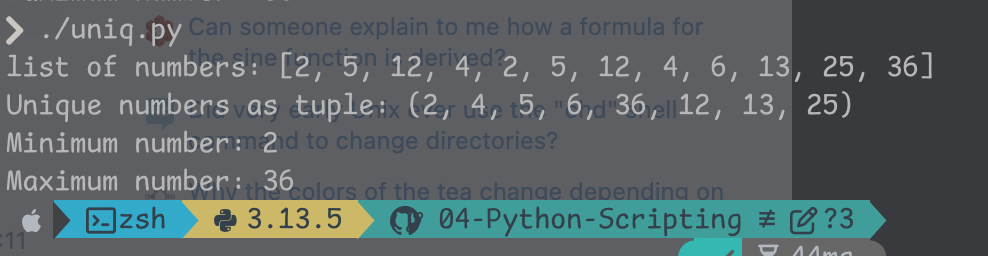 ❯ ./uniq.py
Can someone explain to me how a formula for
the sine function is derived?
list of numbers: [2, 5, 12, 4, 2, 5, 12, 4, 6, 13, 25, 36]
Unique numbers as tuple: (2, 4, 5, 6, 36, 12, 13, 25)
Did very early Unix ever use the "chd" shell
command to change directories?
Minimum number: 2
Maximum number: 36
Why the colors of the tea change depending on
zsh 3.13.5 04-Python-Scripting ≢ ?3
:11
44ms